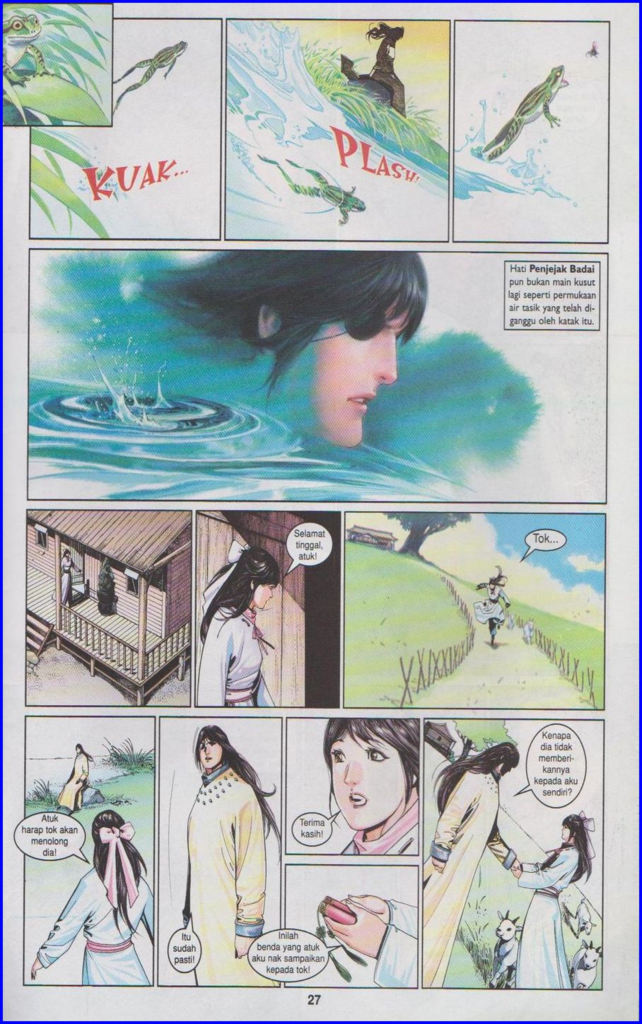 KUAK...
PLASH!
Hati Penjejak Badai
pun bukan main kusut
lagi seperti permukaan
air tasik yang telah di-
ganggu oleh katak itu.
Selamat
tinggal,
atuk!
Tok...
Atuk
harap tok akan
menolong
dia!
Itu
sudah
pasti!
Terima
kasih!
Inilah
benda yang atuk
aku nak sampaikan
kepada tok!
Kenapa
dia tidak
memberi-
kannya
kepada aku
sendiri?
27